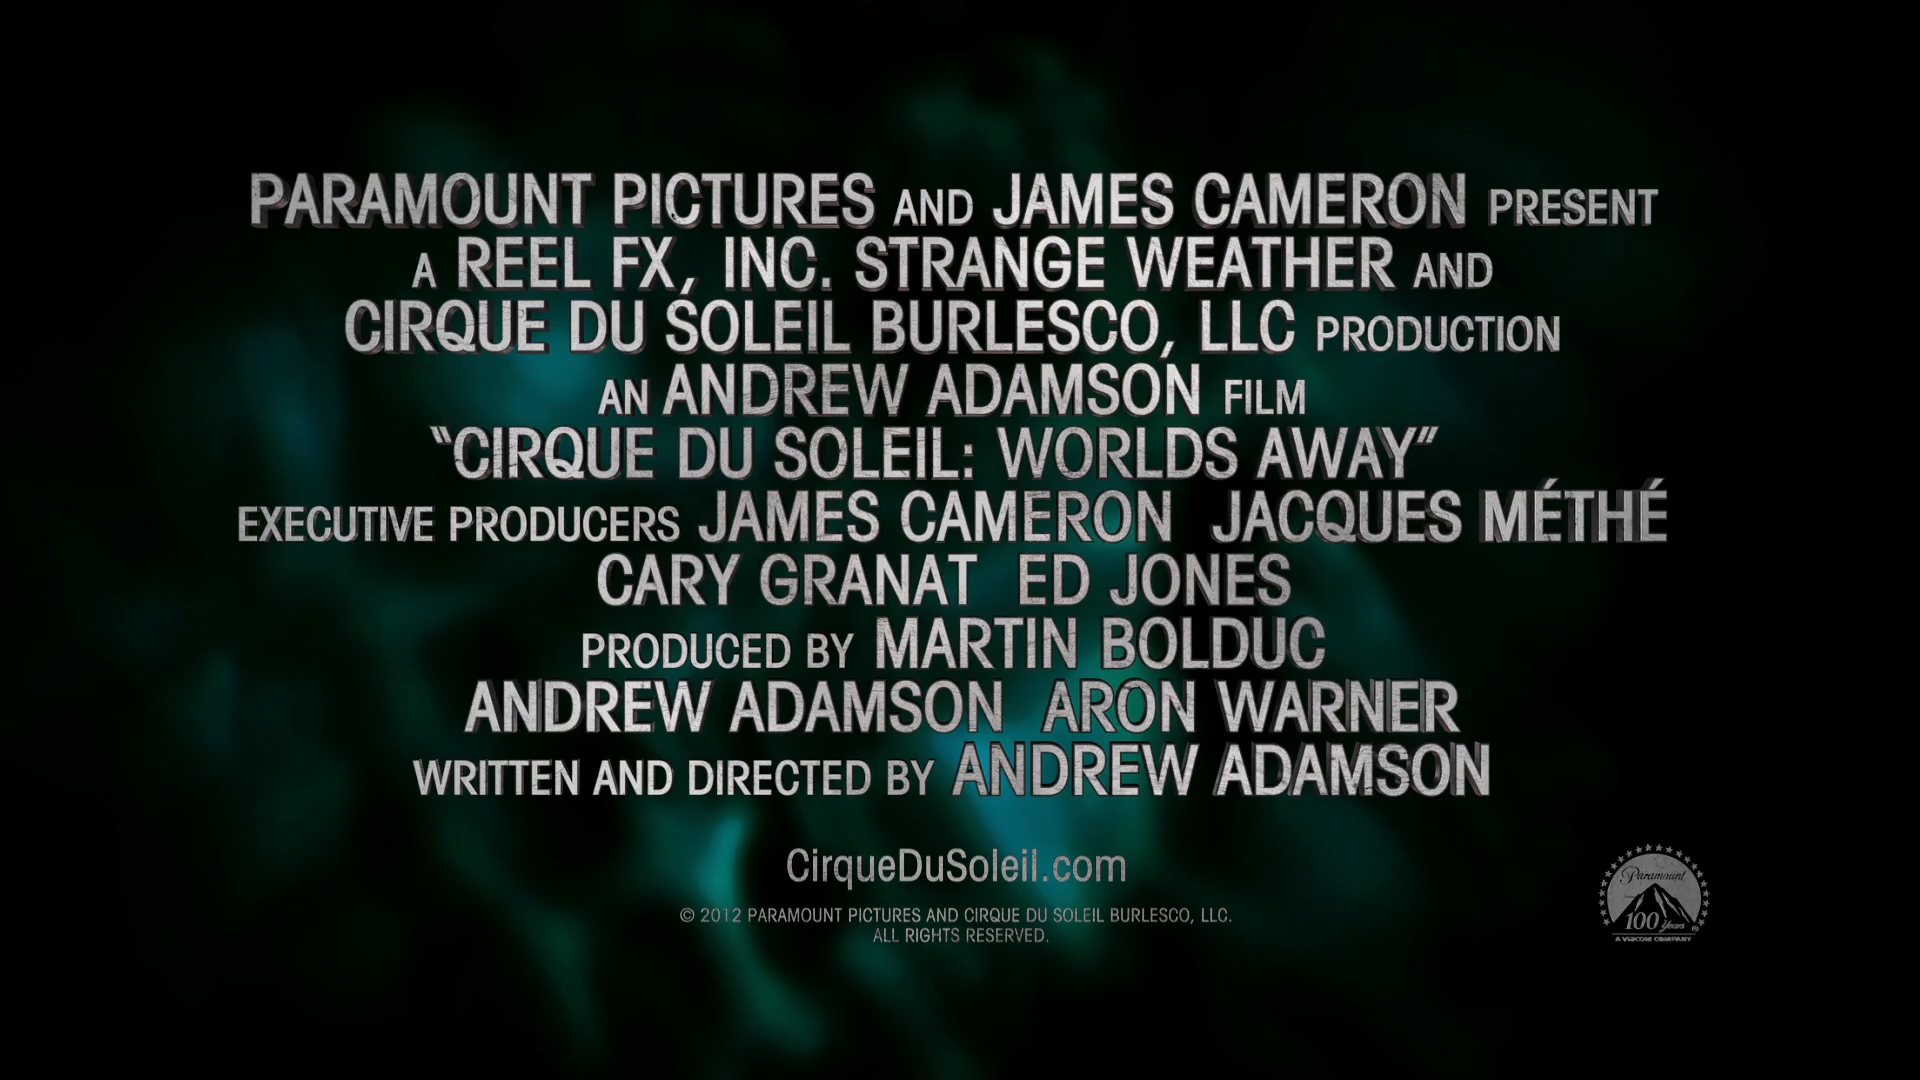 PARAMOUNT PICTURES AND JAMES CAMERON PRESENT
A REEL FX, INC. STRANGE WEATHER AND
CIRQUE DU SOLEIL BURLESCO, LLC PRODUCTION
AN ANDREW ADAMSON FILM
"CIRQUE DU SOLEIL: WORLDS AWAY"
EXECUTIVE PRODUCERS JAMES CAMERON JACQUES MÉTHÉ
CARY GRANAT ED JONES
PRODUCED BY MARTIN BOLDUC
ANDREW ADAMSON ARON WARNER
WRITTEN AND DIRECTED BY ANDREW ADAMSON
CirqueDuSoleil.com
© 2012 PARAMOUNT PICTURES AND CIRQUE DU SOLEIL BURLESCO, LLC.
ALL RIGHTS RESERVED.
Paramount
100 Years
A VIACOM COMPANY